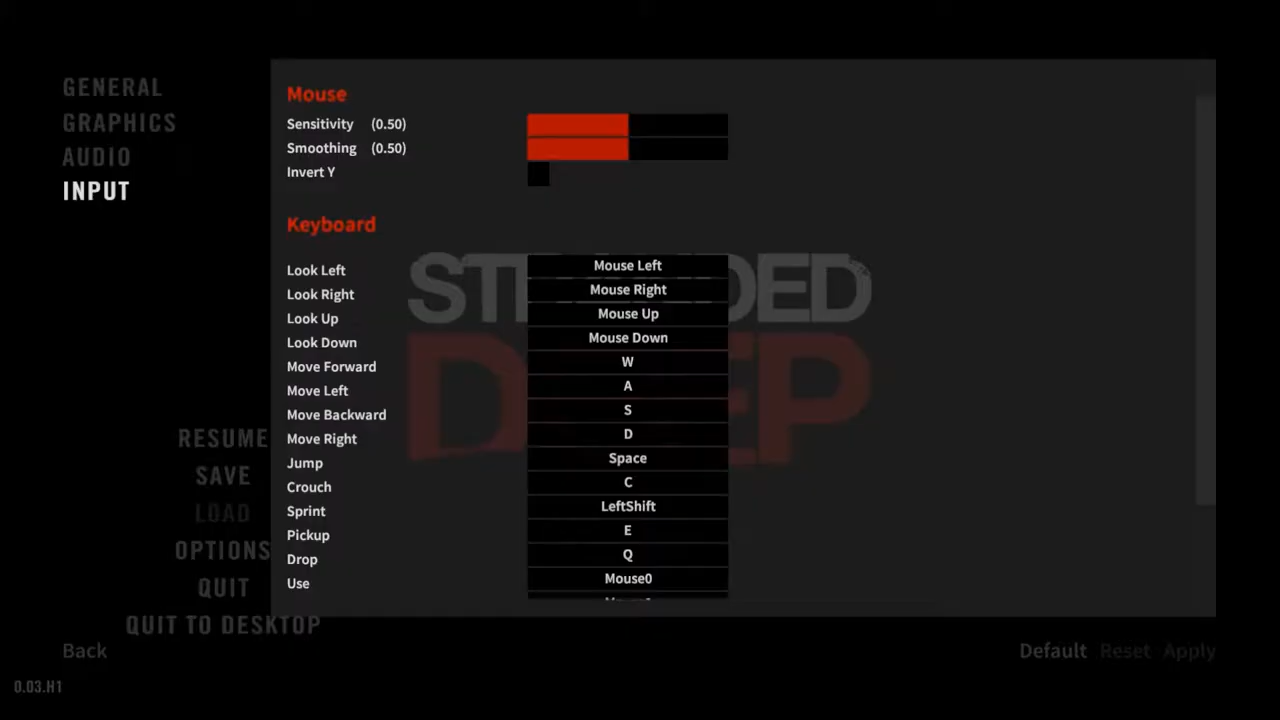 GENERAL
GRAPHICS
AUDIO
INPUT
Mouse
Sensitivity (0.50)
Smoothing (0.50)
Invert Y
Keyboard
Look Left Mouse Left
Look Right Mouse Right
Look Up Mouse Up
Look Down Mouse Down
Move Forward W
Move Left A
Move Backward S
Move Right D
Jump Space
Crouch C
Sprint LeftShift
Pickup E
Drop Q
Use Mouse0
RESUME
SAVE
LOAD
OPTIONS
QUIT
QUIT TO DESKTOP
Back
Default Reset Apply
0.03.H1